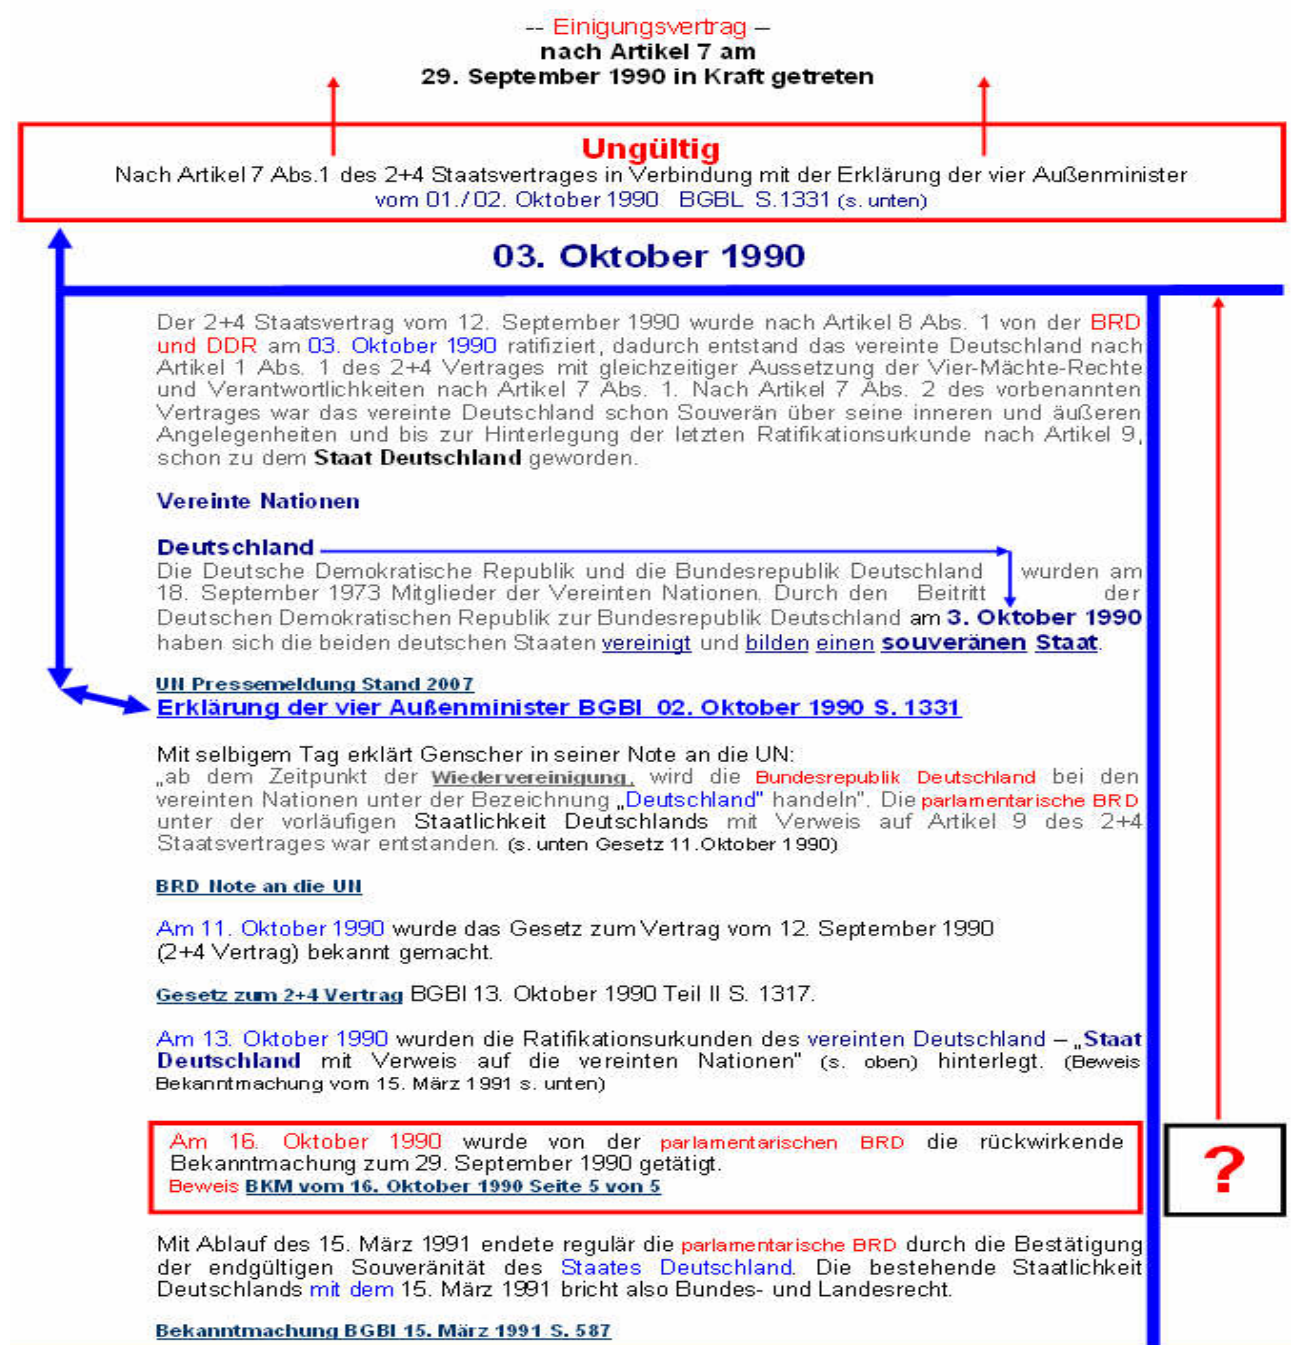 -- Einigungsvertrag –
nach Artikel 7 am
29. September 1990 in Kraft getreten
Ungültig
Nach Artikel 7 Abs.1 des 2+4 Staatsvertrages in Verbindung mit der Erklärung der vier Außenminister
vom 01./02. Oktober 1990 BGBL S.1331 (s. unten)
03. Oktober 1990
Der 2+4 Staatsvertrag vom 12. September 1990 wurde nach Artikel 8 Abs. 1 von der BRD
und DDR am 03. Oktober 1990 ratifiziert, dadurch entstand das vereinte Deutschland nach
Artikel 1 Abs. 1 des 2+4 Vertrages mit gleichzeitiger Aussetzung der Vier-Mächte-Rechte
und Verantwortlichkeiten nach Artikel 7 Abs. 1. Nach Artikel 7 Abs. 2 des vorbenannten
Vertrages war das vereinte Deutschland schon Souverän über seine inneren und äußeren
Angelegenheiten und bis zur Hinterlegung der letzten Ratifikationsurkunde nach Artikel 9,
schon zu dem Staat Deutschland geworden.
Vereinte Nationen
Deutschland
Die Deutsche Demokratische Republik und die Bundesrepublik Deutschland wurden am
18. September 1973 Mitglieder der Vereinten Nationen. Durch den Beitritt der
Deutschen Demokratischen Republik zur Bundesrepublik Deutschland am 3. Oktober 1990
haben sich die beiden deutschen Staaten vereinigt und bilden einen souveränen Staat.
UN Pressemeldung Stand 2007
Erklärung der vier Außenminister BGBl 02. Oktober 1990 S. 1331
Mit selbigem Tag erklärt Genscher in seiner Note an die UN:
„ab dem Zeitpunkt der Wiedervereinigung, wird die Bundesrepublik Deutschland bei den
vereinten Nationen unter der Bezeichnung „Deutschland" handeln". Die parlamentarische BRD
unter der vorläufigen Staatlichkeit Deutschlands mit Verweis auf Artikel 9 des 2+4
Staatsvertrages war entstanden. (s. unten Gesetz 11.Oktober 1990)
BRD Note an die UN
Am 11. Oktober 1990 wurde das Gesetz zum Vertrag vom 12. September 1990
(2+4 Vertrag) bekannt gemacht.
Gesetz zum 2+4 Vertrag BGBl 13. Oktober 1990 Teil II S. 1317.
Am 13. Oktober 1990 wurden die Ratifikationsurkunden des vereinten Deutschland – „Staat
Deutschland mit Verweis auf die vereinten Nationen" (s. oben) hinterlegt. (Beweis
Bekanntmachung vom 15. März 1991 s. unten)
Am 16. Oktober 1990 wurde von der parlamentarischen BRD die rückwirkende
Bekanntmachung zum 29. September 1990 getätigt.
Beweis BKM vom 16. Oktober 1990 Seite 5 von 5
?
Mit Ablauf des 15. März 1991 endete regulär die parlamentarische BRD durch die Bestätigung
der endgültigen Souveränität des Staates Deutschland. Die bestehende Staatlichkeit
Deutschlands mit dem 15. März 1991 bricht also Bundes- und Landesrecht.
Bekanntmachung BGBl 15. März 1991 S. 587